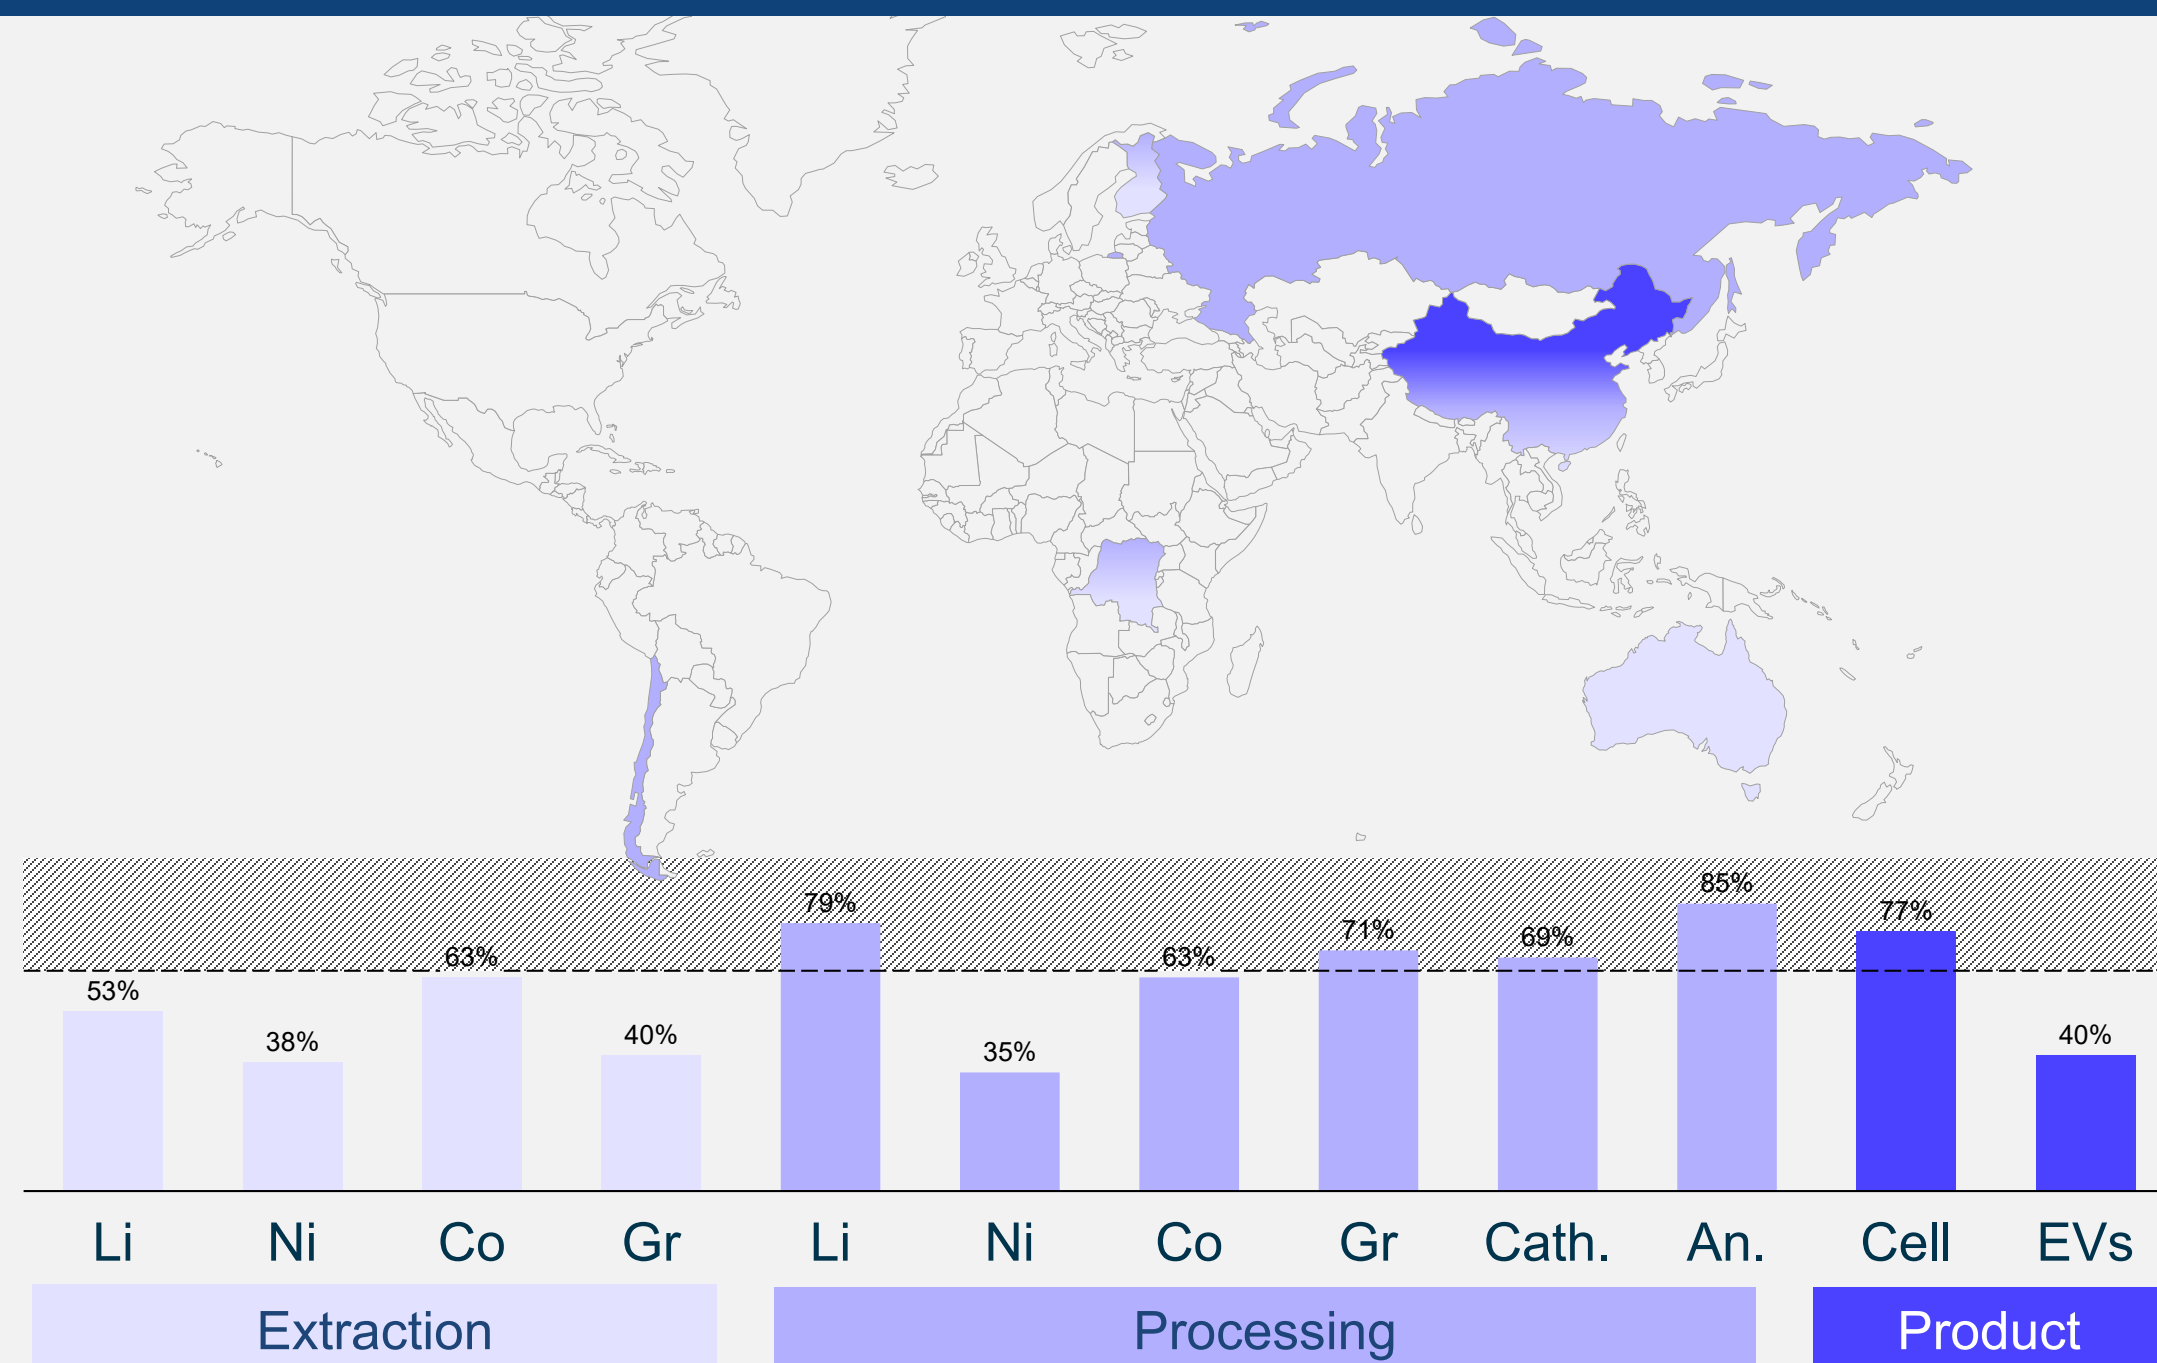 53%
38%
63%
40%
79%
35%
63%
71%
69%
85%
77%
40%
Li
Ni
Co
Gr
Li
Ni
Co
Gr
Cath.
An.
Cell
EVs
Extraction
Processing
Product